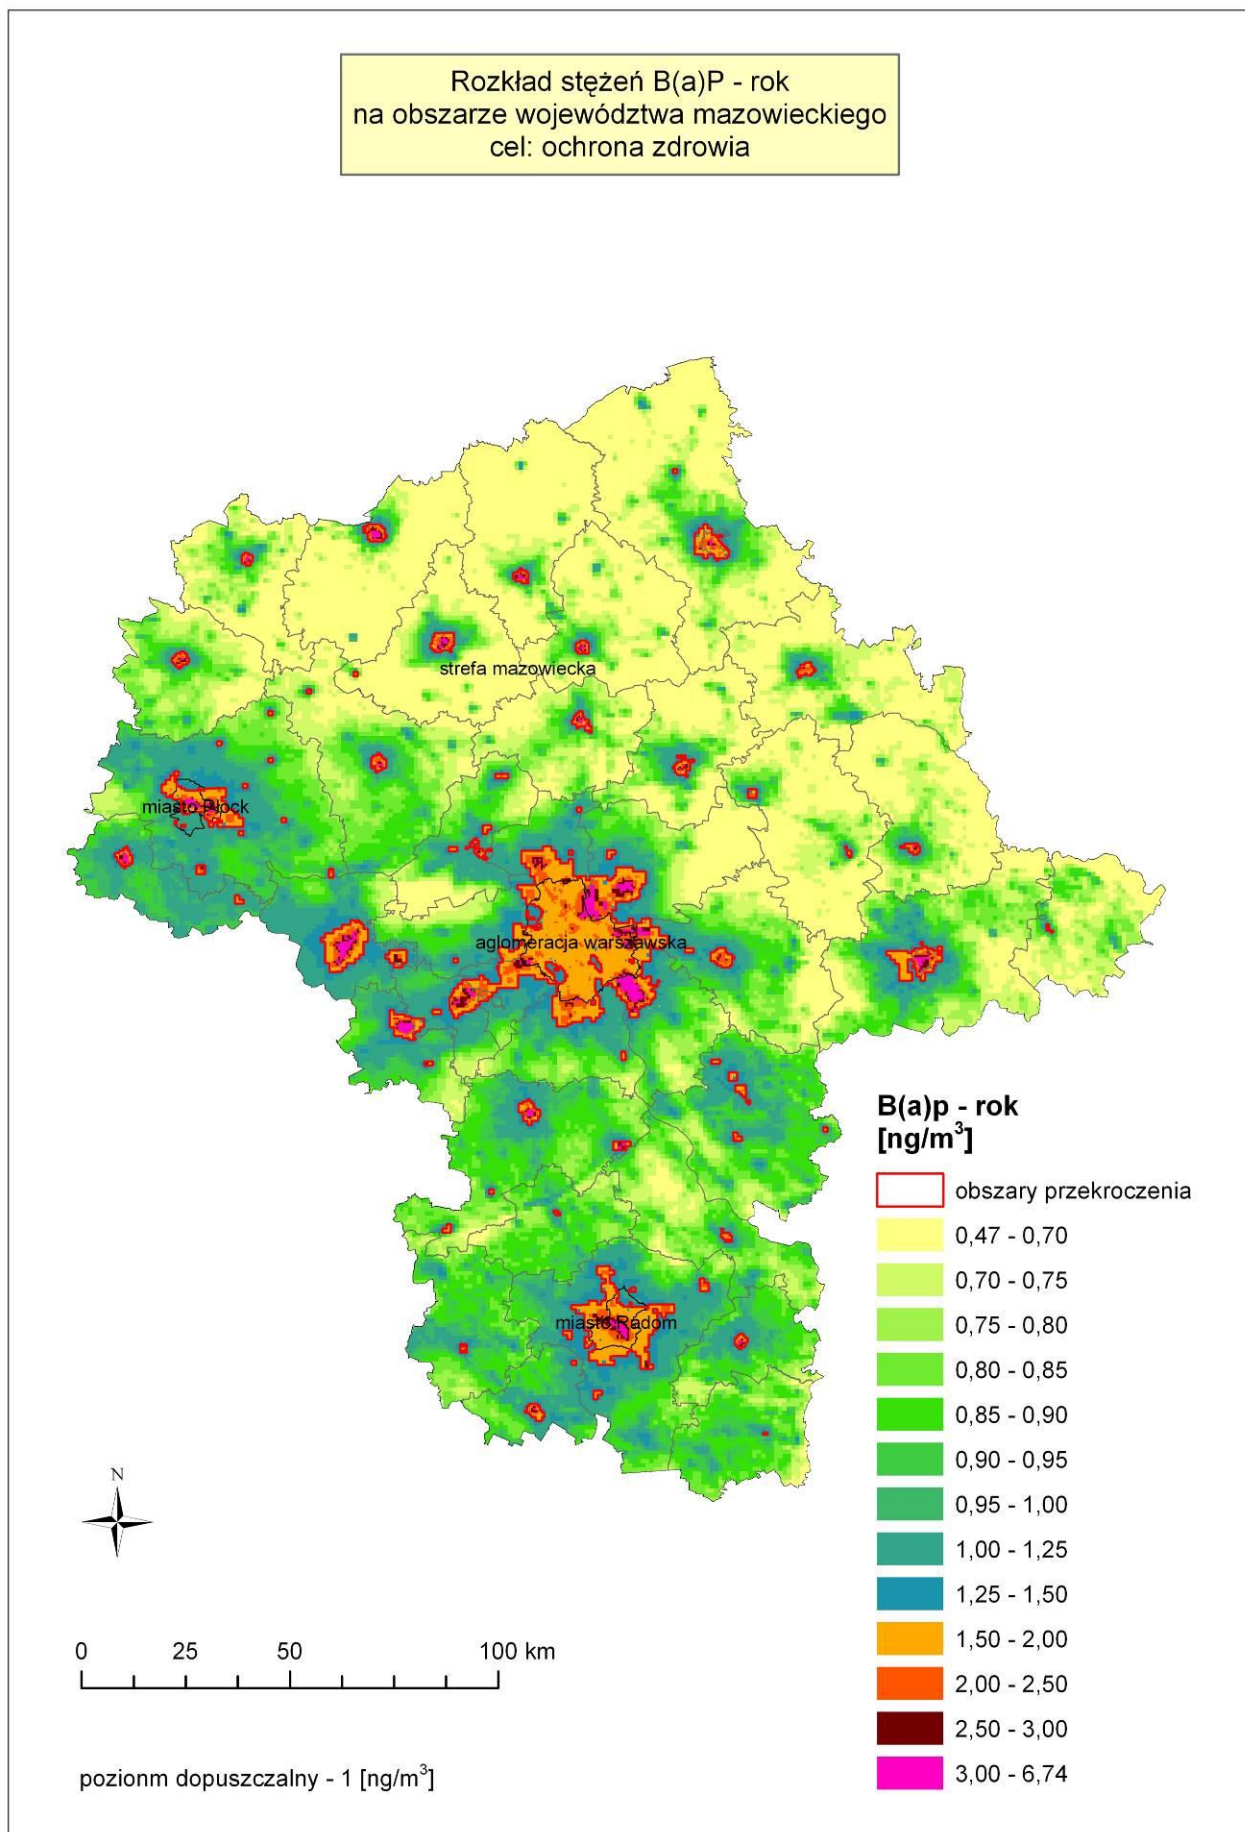 Rozkład stężeń B(a)P - rok
na obszarze województwa mazowieckiego
cel: ochrona zdrowia
strefa mazowiecka
miasto Płock
aglomeracja warszawska
miasto Radom
B(a)p - rok
[ng/m³]
obszary przekroczenia
0,47 - 0,70
0,70 - 0,75
0,75 - 0,80
0,80 - 0,85
0,85 - 0,90
0,90 - 0,95
0,95 - 1,00
1,00 - 1,25
1,25 - 1,50
1,50 - 2,00
2,00 - 2,50
2,50 - 3,00
3,00 - 6,74
N
0 25 50 100 km
pozionm dopuszczalny - 1 [ng/m³]